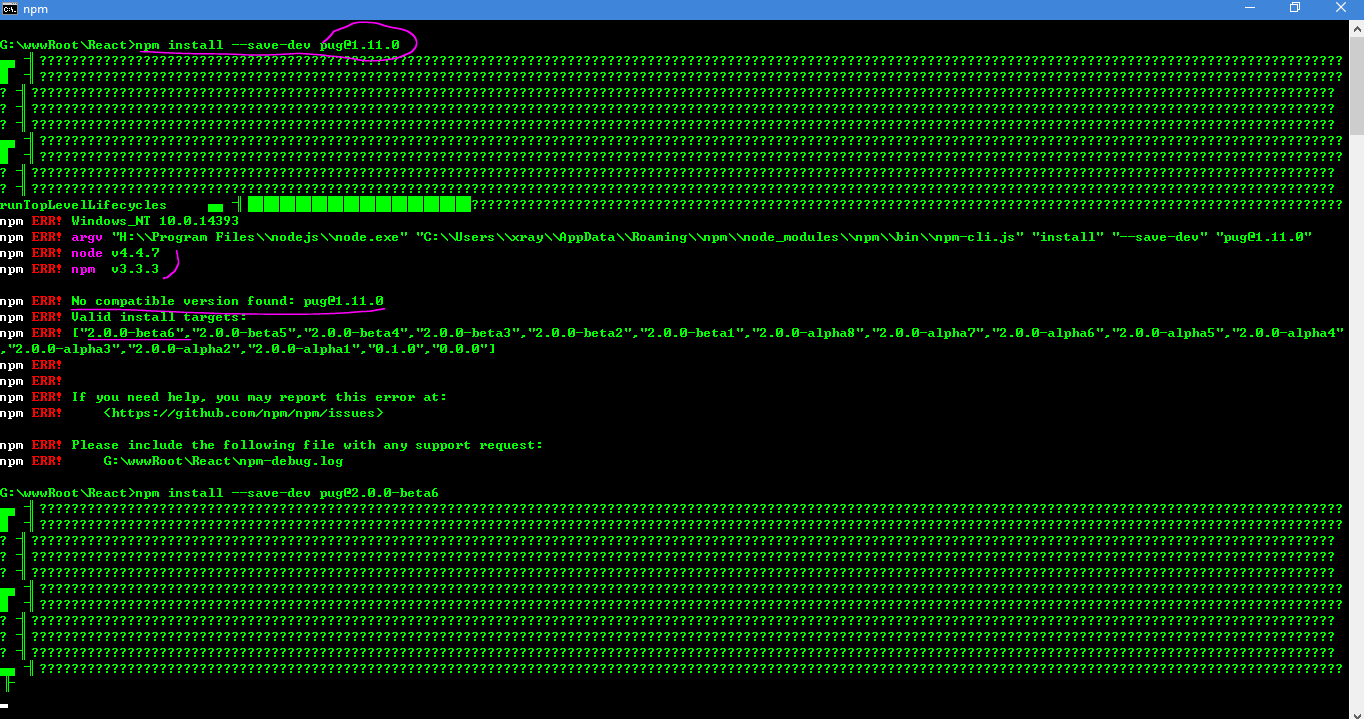 npm
G:\wwwRoot\React>npm install --save-dev pug@1.11.0
runTopLevelLifecycles
npm ERR! Windows_NT 10.0.14393
npm ERR! argv "H:\\Program Files\\nodejs\\node.exe" "C:\\Users\\xray\\AppData\\Roaming\\npm\\node_modules\\npm\\bin\\npm-cli.js" "install" "--save-dev" "pug@1.11.0"
npm ERR! node v4.4.7
npm ERR! npm  v3.3.3
npm ERR! No compatible version found: pug@1.11.0
npm ERR! Valid install targets:
npm ERR! ["2.0.0-beta6","2.0.0-beta5","2.0.0-beta4","2.0.0-beta3","2.0.0-beta2","2.0.0-beta1","2.0.0-alpha8","2.0.0-alpha7","2.0.0-alpha6","2.0.0-alpha5","2.0.0-alpha4"
,"2.0.0-alpha3","2.0.0-alpha2","2.0.0-alpha1","0.1.0","0.0.0"]
npm ERR!
npm ERR!
npm ERR! If you need help, you may report this error at:
npm ERR!     <https://github.com/npm/npm/issues>
npm ERR! Please include the following file with any support request:
npm ERR!     G:\wwwRoot\React\npm-debug.log
G:\wwwRoot\React>npm install --save-dev pug@2.0.0-beta6